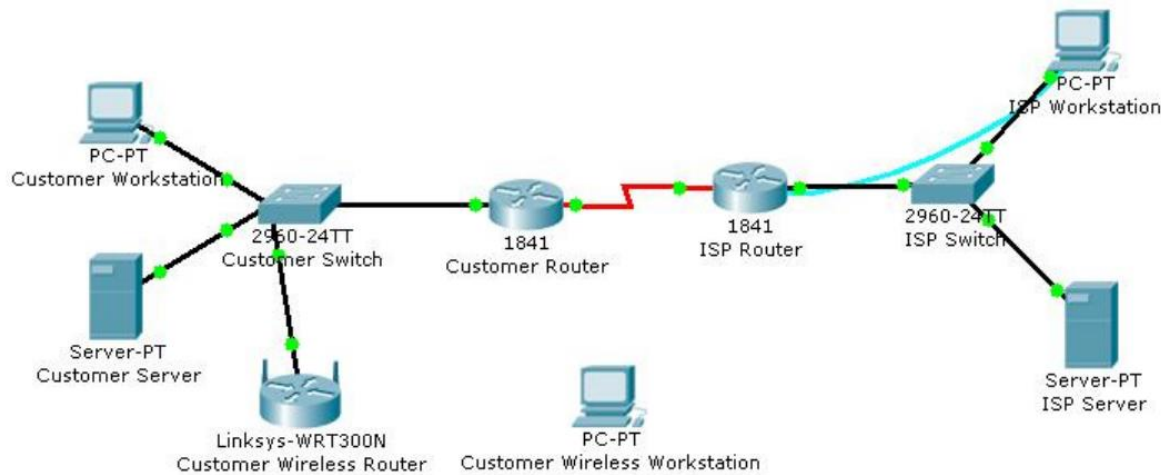 PC-PT
ISP Workstation
PC-PT
Customer Workstation
2960-24TT
Customer Switch
1841
Customer Router
1841
ISP Router
2960-24TT
ISP Switch
Server-PT
Customer Server
Linksys-WRT300N
Customer Wireless Router
PC-PT
Customer Wireless Workstation
Server-PT
ISP Server